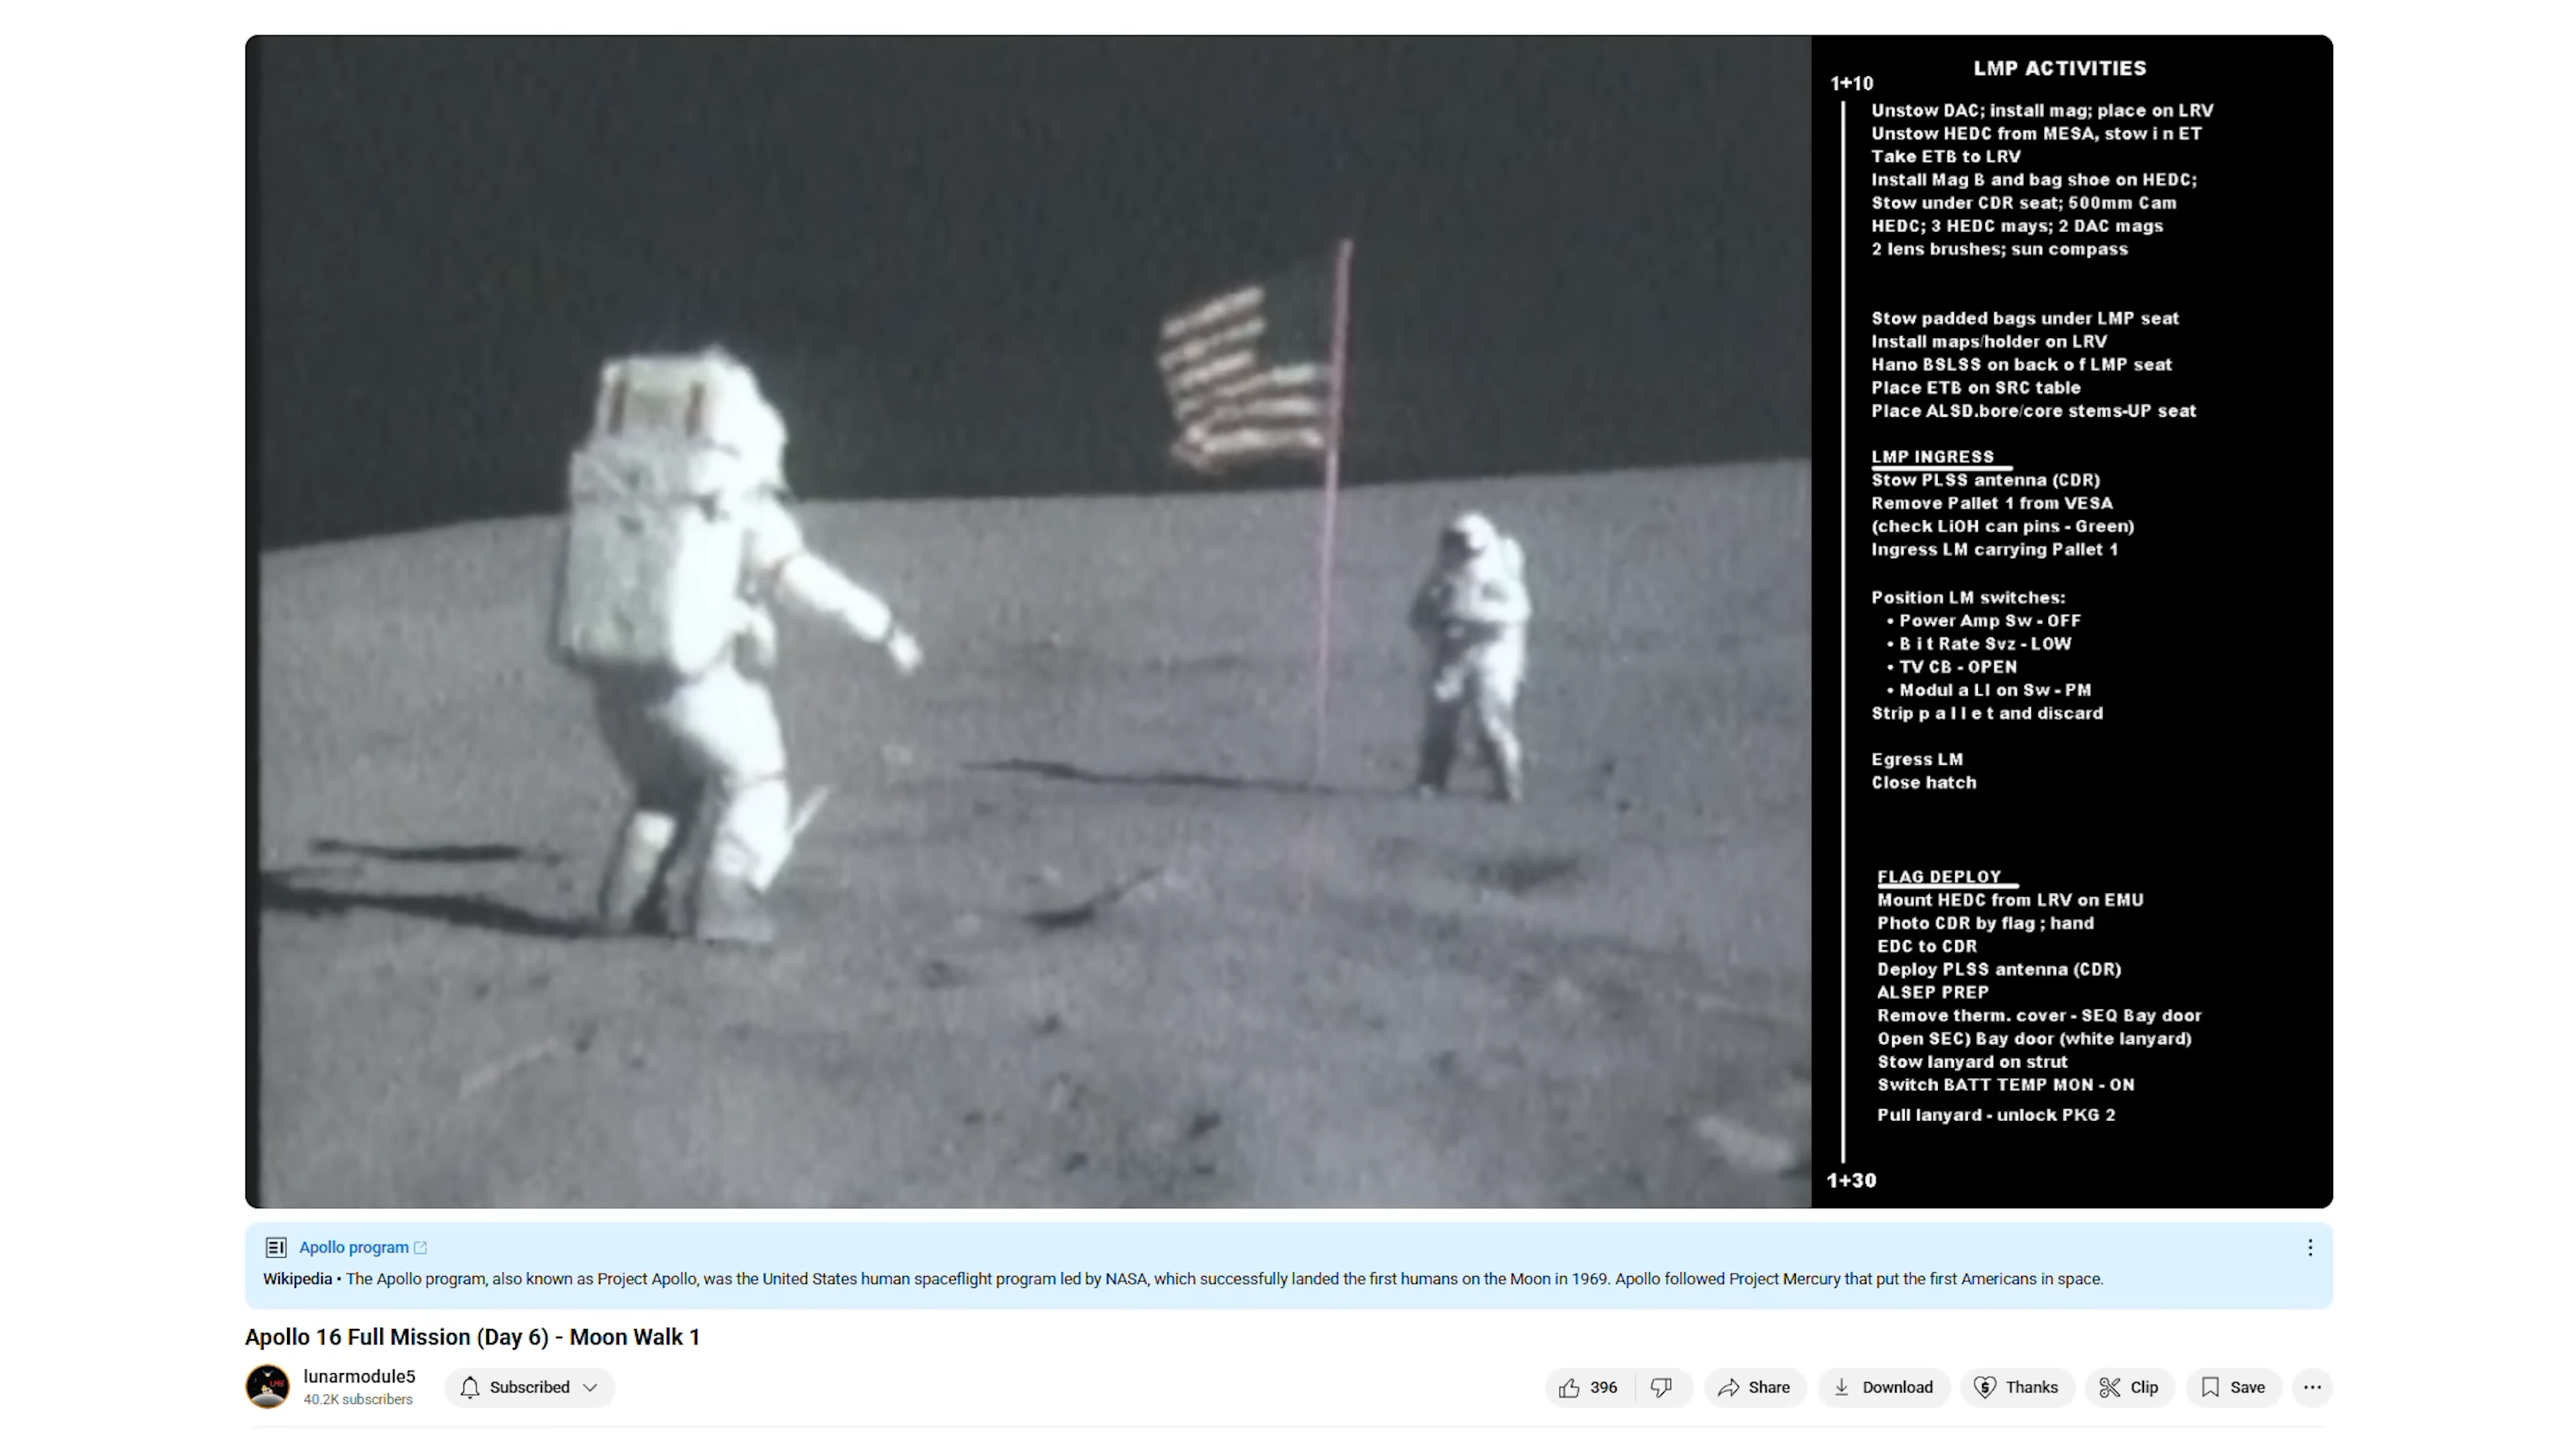 LMP ACTIVITIES
1+10
Unstow DAC; install mag; place on LRV
Unstow HEDC from MESA, stow i n ET
Take ETB to LRV
Install Mag B and bag shoe on HEDC;
Stow under CDR seat; 500mm Cam
HEDC; 3 HEDC mays; 2 DAC mags
2 lens brushes; sun compass
Stow padded bags under LMP seat
Install maps/holder on LRV
Hano BSLSS on back o f LMP seat
Place ETB on SRC table
Place ALSD.bore/core stems-UP seat
LMP INGRESS
Stow PLSS antenna (CDR)
Remove Pallet 1 from VESA
(check LiOH can pins - Green)
Ingress LM carrying Pallet 1
Position LM switches:
• Power Amp Sw - OFF
• B i t Rate Svz - LOW
• TV CB - OPEN
• Modul a LI on Sw - PM
Strip p a l l e t and discard
Egress LM
Close hatch
FLAG DEPLOY
Mount HEDC from LRV on EMU
Photo CDR by flag ; hand
EDC to CDR
Deploy PLSS antenna (CDR)
ALSEP PREP
Remove therm. cover - SEQ Bay door
Open SEC) Bay door (white lanyard)
Stow lanyard on strut
Switch BATT TEMP MON - ON
Pull lanyard - unlock PKG 2
1+30
Apollo program
Wikipedia • The Apollo program, also known as Project Apollo, was the United States human spaceflight program led by NASA, which successfully landed the first humans on the Moon in 1969. Apollo followed Project Mercury that put the first Americans in space.
Apollo 16 Full Mission (Day 6) - Moon Walk 1
lunarmodule5
40.2K subscribers
Subscribed
396
Share
Download
Thanks
Clip
Save